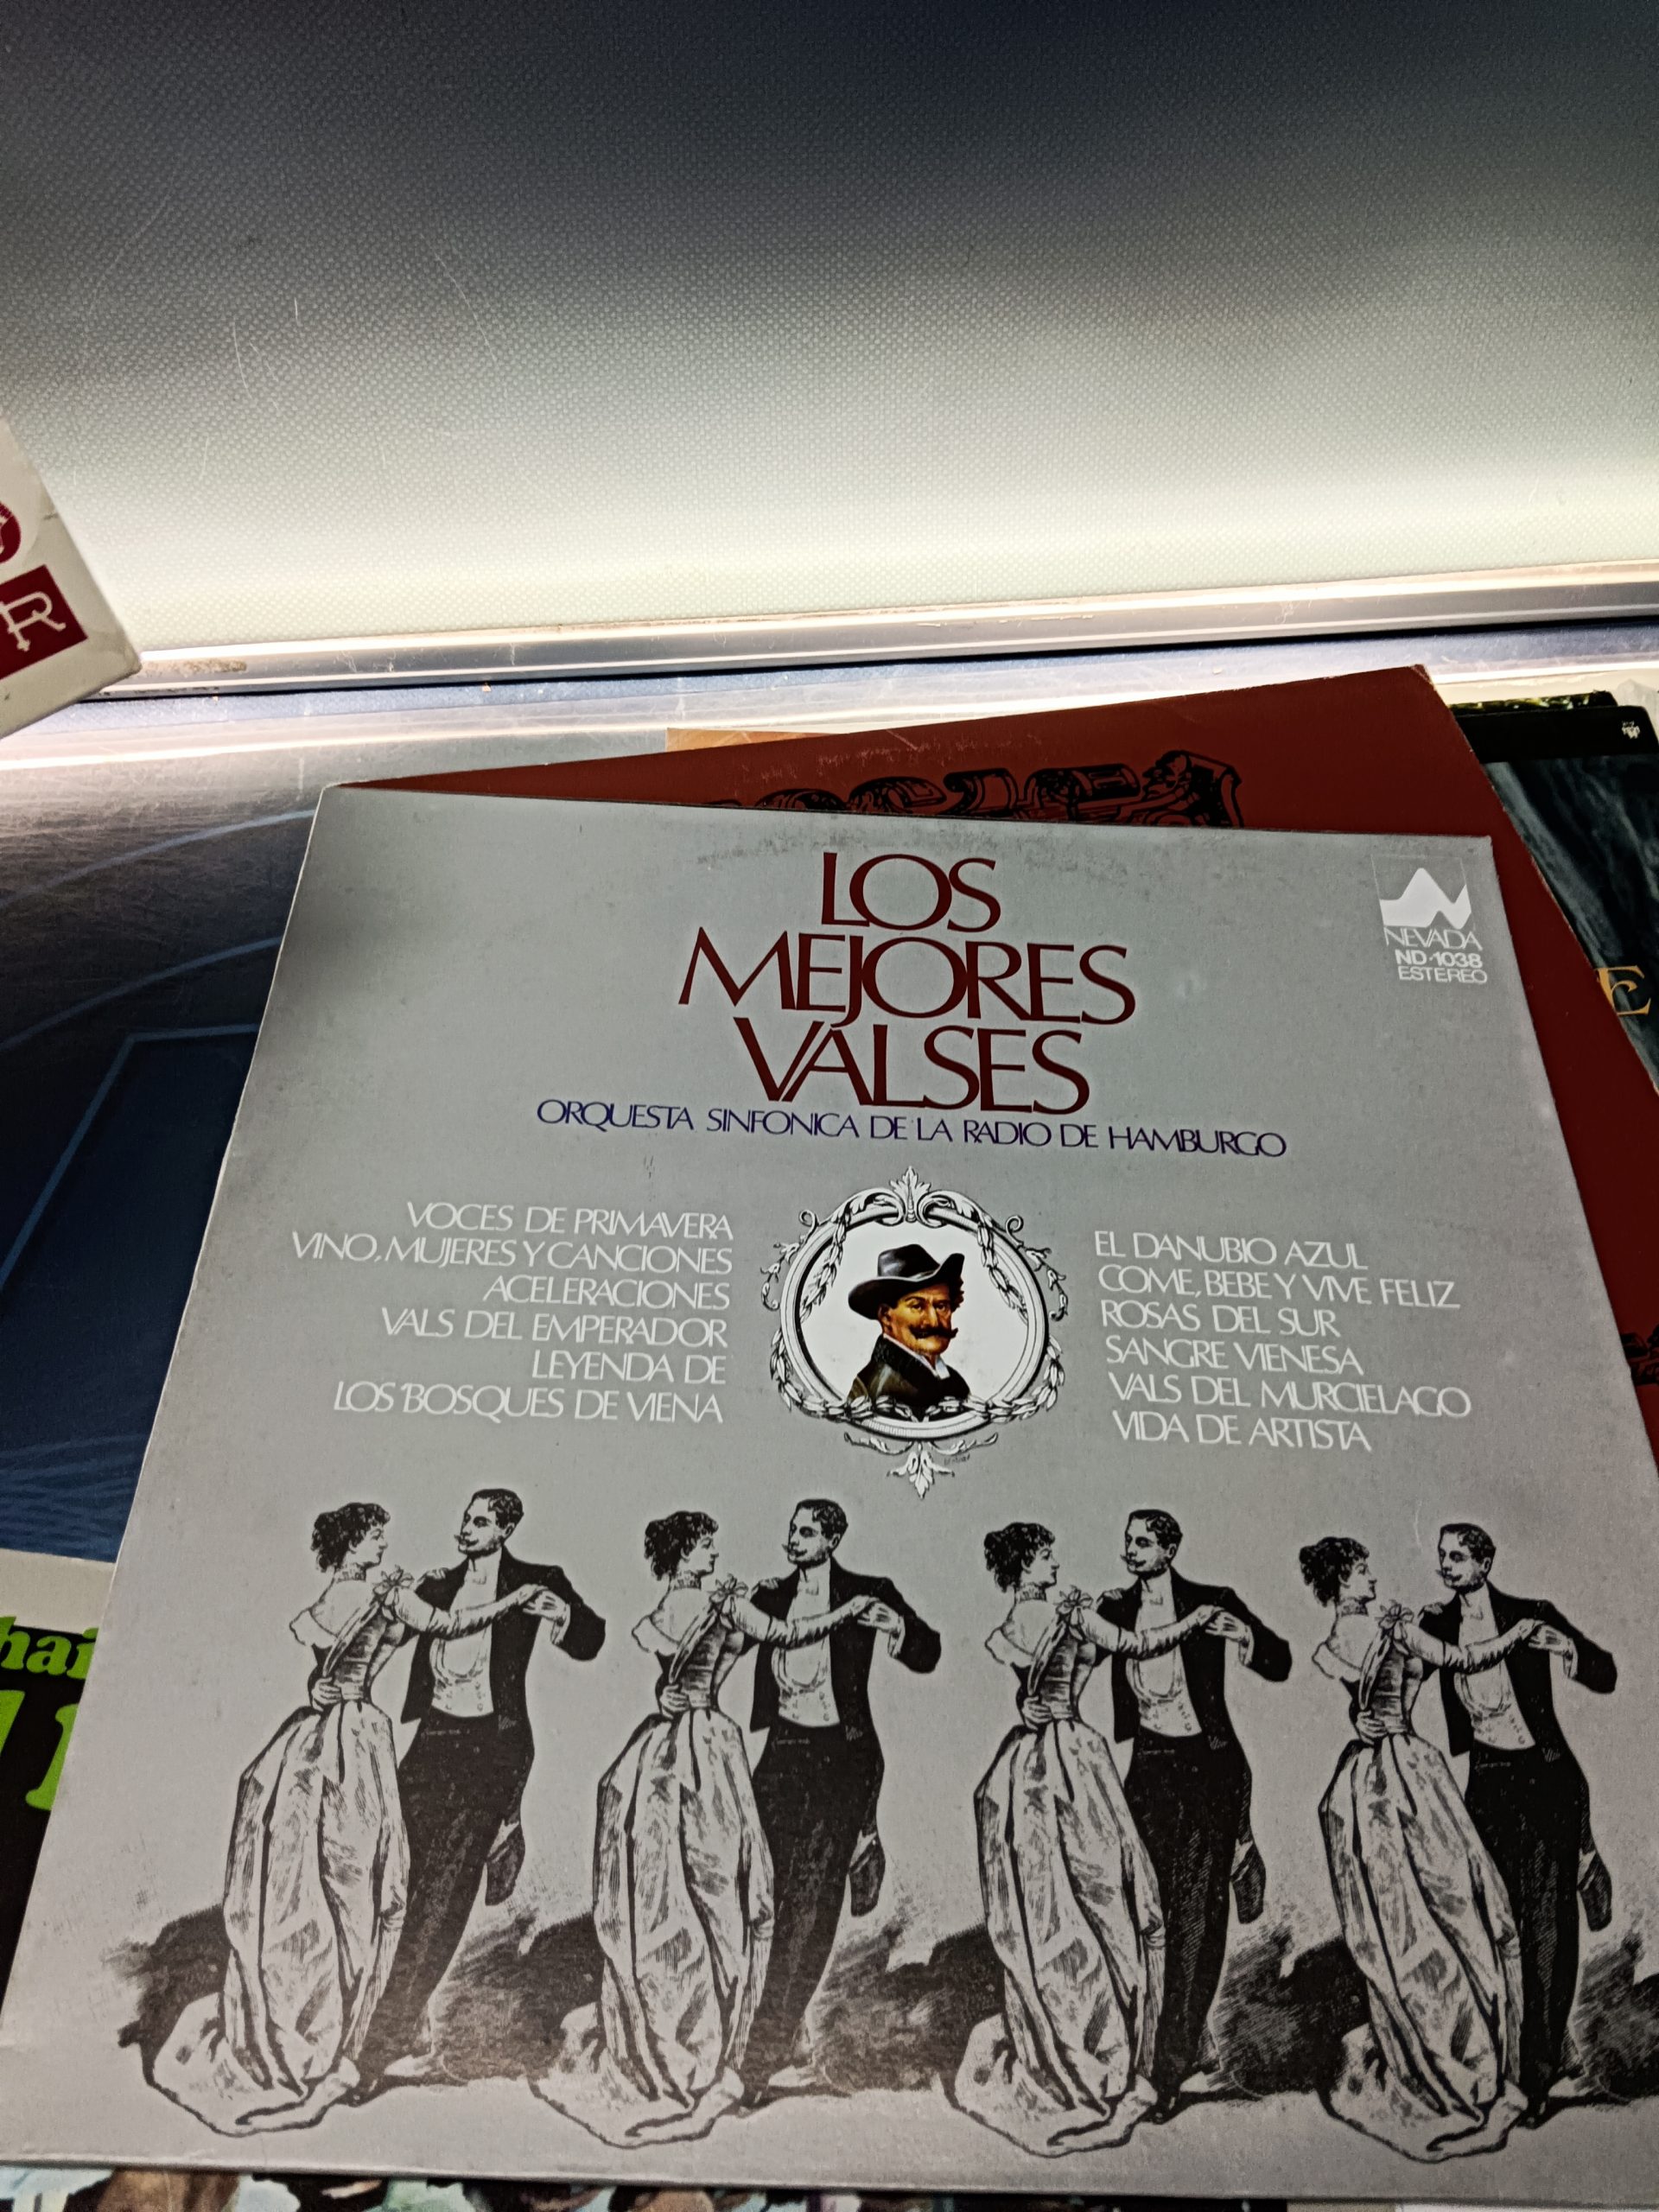 R
LOS
MEJORES
VALSES
NEVADA
ND-1038
ESTEREO
ORQUESTA SINFONICA DE LA RADIO DE HAMBURGO
VOCES DE PRIMAVERA
VINO, MUJERES Y CANCIONES
ACELERACIONES
VALS DEL EMPERADOR
LEYENDA DE
LOS BOSQUES DE VIENA
EL DANUBIO AZUL
COME, BEBE Y VIVE FELIZ
ROSAS DEL SUR
SANGRE VIENESA
VALS DEL MURCIELAGO
VIDA DE ARTISTA
E
hai